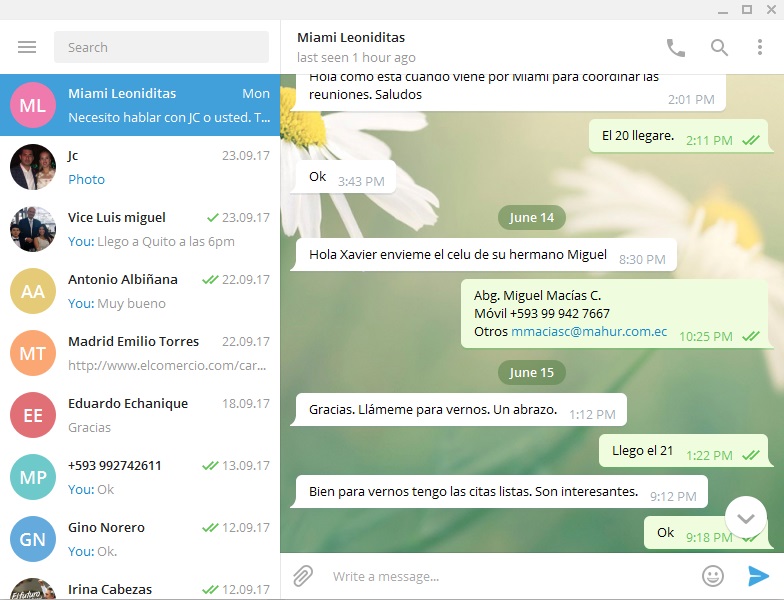 Search
ML
Miami Leoniditas
Mon
Necesito hablar con JC o usted. T...
Jc
23.09.17
Photo
Vice Luis miguel
23.09.17
You: Llego a Quito a las 6pm
AA
Antonio Albiñana
22.09.17
You: Muy bueno
MT
Madrid Emilio Torres
22.09.17
http://www.elcomercio.com/car...
EE
Eduardo Echanique
18.09.17
Gracias
MP
+593 992742611
13.09.17
You: Ok
GN
Gino Norero
12.09.17
You: Ok.
Irina Cabezas
12.09.17
Miami Leoniditas
last seen 1 hour ago
Hola como esta cuando viene por Miami para coordinar las
reuniones. Saludos
2:01 PM
El 20 llegare.
2:11 PM
Ok
3:43 PM
June 14
Hola Xavier envieme el celu de su hermano Miguel
8:30 PM
Abg. Miguel Macías C.
Móvil +593 99 942 7667
Otros mmaciasc@mahur.com.ec
10:25 PM
June 15
Gracias. Llámeme para vernos. Un abrazo.
1:12 PM
Llego el 21
1:22 PM
Bien para vernos tengo las citas listas. Son interesantes.
9:12 PM
Ok
9:18 PM
Write a message...